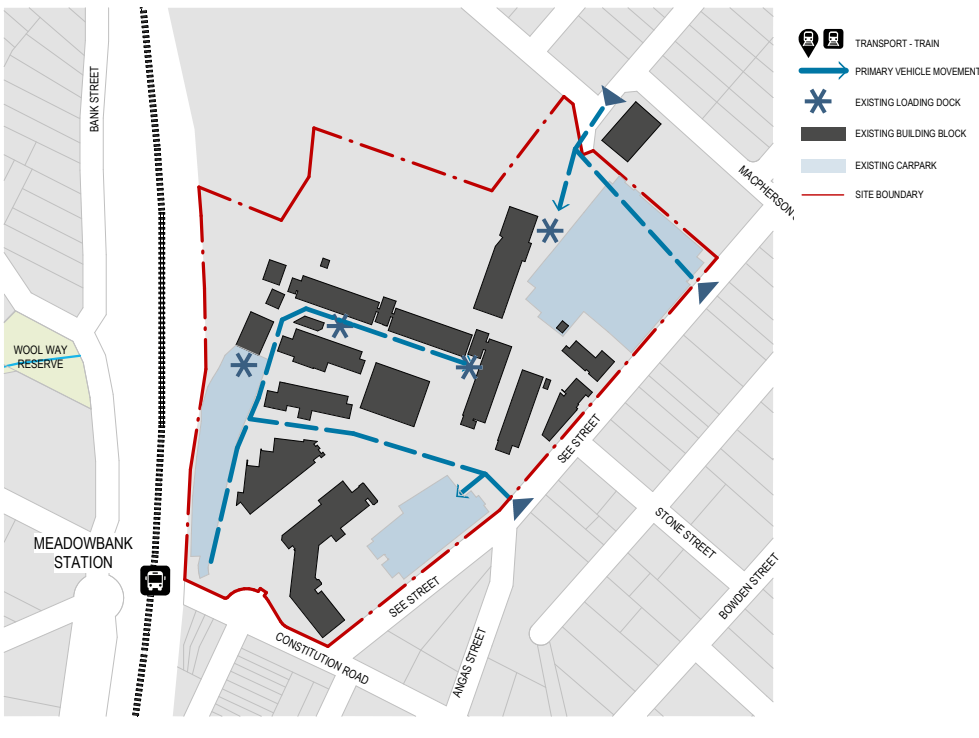 BANK STREET
WOOL WAY
RESERVE
MEADOWBANK
STATION
CONSTITUTION ROAD
SEE STREET
ANGAS STREET
SEE STREET
STONE STREET
BOWDEN STREET
MACPHERSON
TRANSPORT - TRAIN
PRIMARY VEHICLE MOVEMENT
EXISTING LOADING DOCK
EXISTING BUILDING BLOCK
EXISTING CARPARK
SITE BOUNDARY